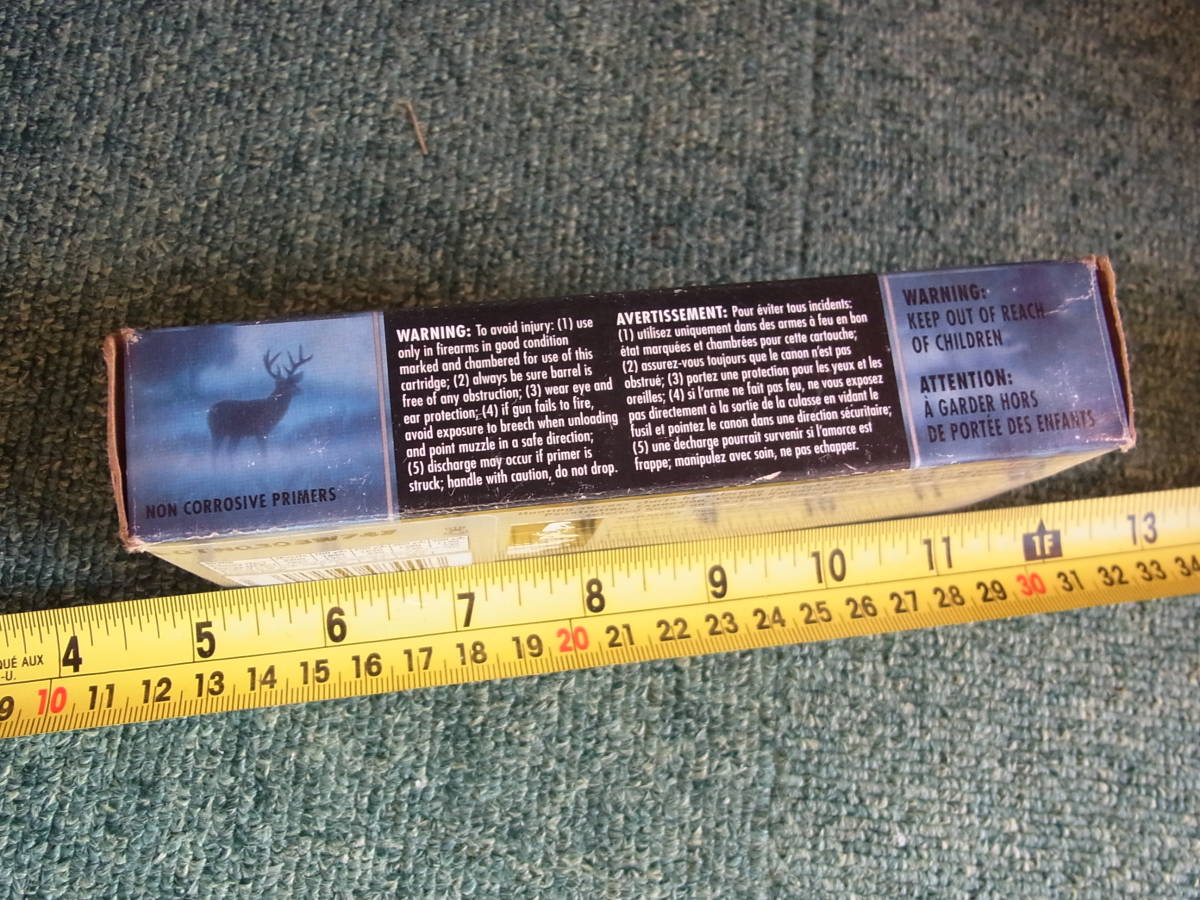 NON CORROSIVE PRIMERS
WARNING: To avoid injury: (1) use
only in firearms in good condition
marked and chambered for use of this
cartridge; (2) always be sure barrel is
free of any obstruction; (3) wear eye and
ear protection; (4) if gun fails to fire,
avoid exposure to breech when unloading
and point muzzle in a safe direction;
(5) discharge may occur if primer is
struck; handle with caution, do not drop.
AVERTISSEMENT: Pour éviter tous incidents:
(1) utilisez uniquement dans des armes à feu en bon
état marquées et chambrées pour cette cartouche;
(2) assurez-vous toujours que le canon n'est pas
obstrué; (3) portez une protection pour les yeux et les
oreilles; (4) si l'arme ne fait pas feu, ne vous exposez
pas directement à la sortie de la culasse en vidant le
fusil et pointez le canon dans une direction sécuritaire;
(5) une decharge pourrait survenir si l'amorce est
frappe; manipulez avec soin, ne pas echapper.
WARNING:
KEEP OUT OF REACH
OF CHILDREN
ATTENTION:
À GARDER HORS
DE PORTÉE DES ENFANTS
4 5 6 7 8 9 10 11 1F 13
QUÉ AUX
-U.
9 10 11 12 13 14 15 16 17 18 19 20 21 22 23 24 25 26 27 28 29 30 31 32 33 34